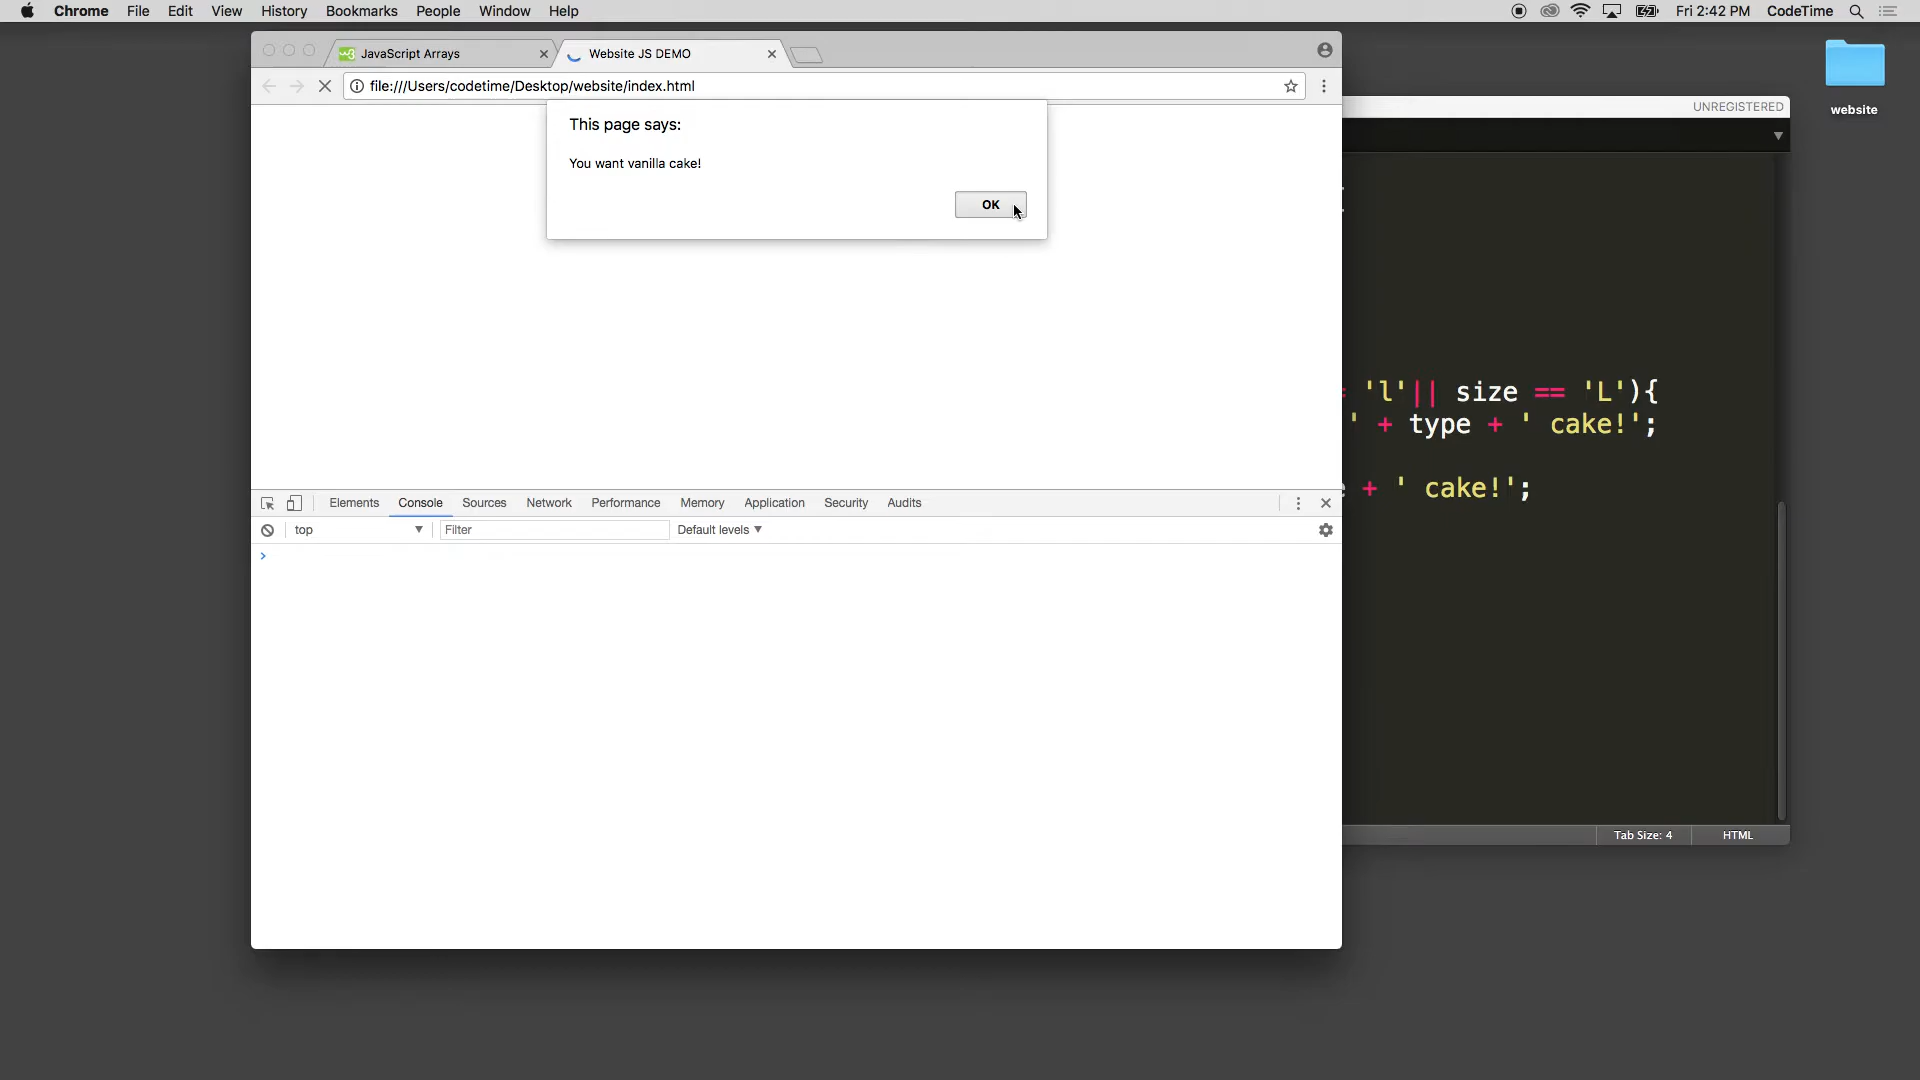 Chrome File Edit View History Bookmarks People Window Help Fri 2:42 PM CodeTime
JavaScript Arrays Website JS DEMO
file:///Users/codetime/Desktop/website/index.html
website
UNREGISTERED
This page says:
You want vanilla cake!
OK
'l'|| size == 'L'){
' + type + ' cake!';
+ ' cake!';
Elements Console Sources Network Performance Memory Application Security Audits
top Filter Default levels
>
Tab Size: 4 HTML